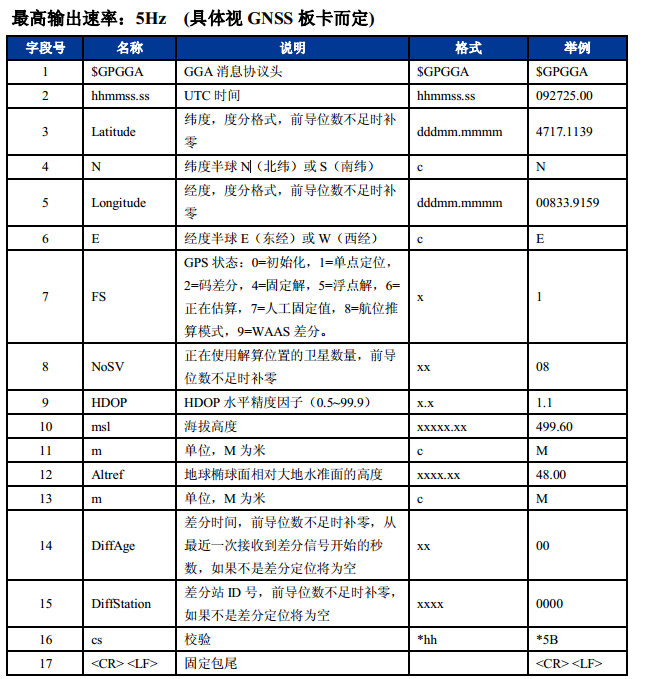 最高输出速率：5Hz （具体视 GNSS 板卡而定）
字段号 名称 说明 格式 举例
1 $GPGGA GGA 消息协议头 $GPGGA $GPGGA
2 hhmmss.ss UTC 时间 hhmmss.ss 092725.00
3 Latitude 纬度，度分格式，前导位数不足时补
零 dddmm.mmmm 4717.1139
4 N 纬度半球 N（北纬）或 S（南纬） c N
5 Longitude 经度，度分格式，前导位数不足时补
零 dddmm.mmmm 00833.9159
6 E 经度半球 E（东经）或 W（西经） c E
7 FS GPS 状态：0=初始化，1=单点定位，
2=码差分，4=固定解，5=浮点解，6=
正在估算，7=人工固定值，8=航位推
算模式，9=WAAS 差分。 x 1
8 NoSV 正在使用解算位置的卫星数量，前导
位数不足时补零 xx 08
9 HDOP HDOP 水平精度因子（0.5~99.9） x.x 1.1
10 msl 海拔高度 xxxxx.xx 499.60
11 m 单位，M 为米 c M
12 Altref 地球椭球面相对大地水准面的高度 xxxx.xx 48.00
13 m 单位，M 为米 c M
14 DiffAge 差分时间，前导位数不足时补零，从
最近一次接收到差分信号开始的秒
数，如果不是差分定位将为空 xx 00
15 DiffStation 差分站 ID 号，前导位数不足时补零，
如果不是差分定位将为空 xxxx 0000
16 cs 校验 *hh *5B
17 <CR> <LF> 固定包尾 <CR> <LF>